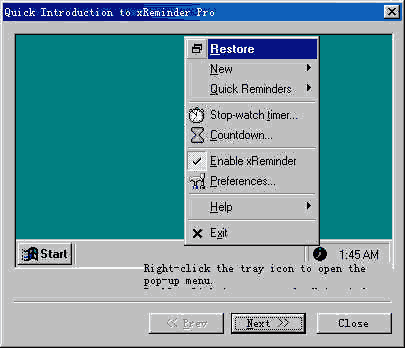 Quick Introduction to xReminder Pro
Restore
New
Quick Reminders
Stop-watch timer...
Countdown...
Enable xReminder
Preferences...
Help
Exit
Start
1:45 AM
Right-click the tray icon to open the
pop-up menu.
<< Prev
Next >>
Close